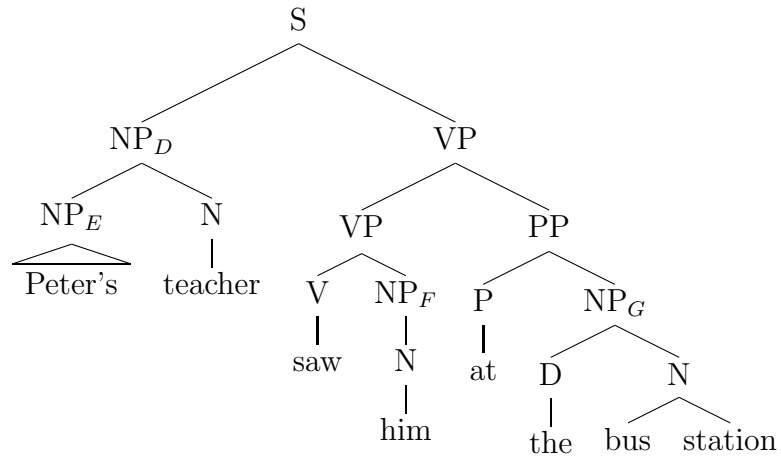 S
NP_D VP
NP_E N VP PP
Peter's teacher V NP_F P NP_G
saw N at D N
him the bus station